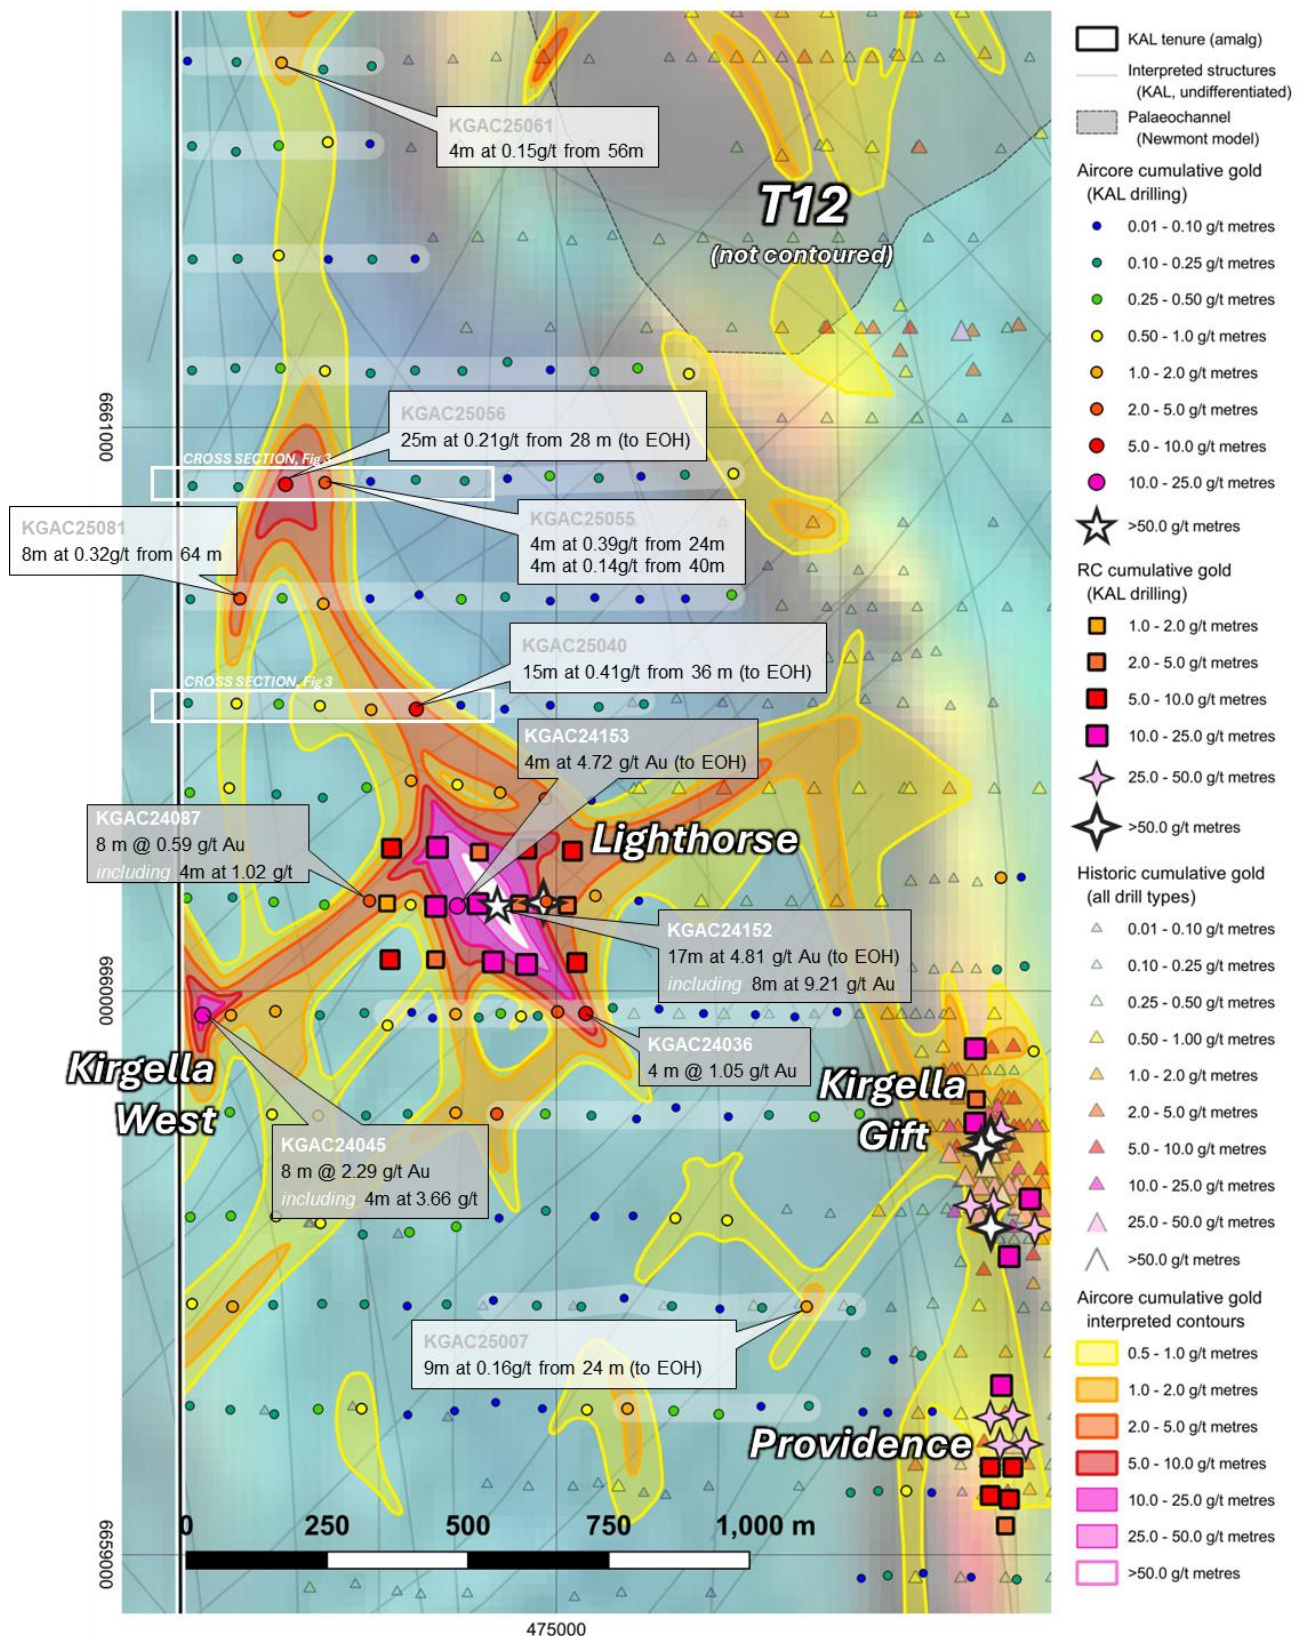 KGAC25061
4m at 0.15g/t from 56m
T12
(not contoured)
6661000
KGAC25056
25m at 0.21g/t from 28 m (to EOH)
CROSS SECTION, Fig 3
KGAC25081
8m at 0.32g/t from 64 m
KGAC25055
4m at 0.39g/t from 24m
4m at 0.14g/t from 40m
KGAC25040
15m at 0.41g/t from 36 m (to EOH)
CROSS SECTION, Fig 3
KGAC24153
4m at 4.72 g/t Au (to EOH)
KGAC24087
8 m @ 0.59 g/t Au
including 4m at 1.02 g/t
Lighthorse
KGAC24152
17m at 4.81 g/t Au (to EOH)
including 8m at 9.21 g/t Au
6660000
KGAC24036
4 m @ 1.05 g/t Au
Kirgella
West
Kirgella
Gift
KGAC24045
8 m @ 2.29 g/t Au
including 4m at 3.66 g/t
KGAC25007
9m at 0.16g/t from 24 m (to EOH)
Providence
0 250 500 750 1,000 m
6659000
475000
KAL tenure (amalg)
Interpreted structures
(KAL, undifferentiated)
Palaeochannel
(Newmont model)
Aircore cumulative gold
(KAL drilling)
0.01 - 0.10 g/t metres
0.10 - 0.25 g/t metres
0.25 - 0.50 g/t metres
0.50 - 1.0 g/t metres
1.0 - 2.0 g/t metres
2.0 - 5.0 g/t metres
5.0 - 10.0 g/t metres
10.0 - 25.0 g/t metres
>50.0 g/t metres
RC cumulative gold
(KAL drilling)
1.0 - 2.0 g/t metres
2.0 - 5.0 g/t metres
5.0 - 10.0 g/t metres
10.0 - 25.0 g/t metres
25.0 - 50.0 g/t metres
>50.0 g/t metres
Historic cumulative gold
(all drill types)
0.01 - 0.10 g/t metres
0.10 - 0.25 g/t metres
0.25 - 0.50 g/t metres
0.50 - 1.00 g/t metres
1.0 - 2.0 g/t metres
2.0 - 5.0 g/t metres
5.0 - 10.0 g/t metres
10.0 - 25.0 g/t metres
25.0 - 50.0 g/t metres
>50.0 g/t metres
Aircore cumulative gold
interpreted contours
0.5 - 1.0 g/t metres
1.0 - 2.0 g/t metres
2.0 - 5.0 g/t metres
5.0 - 10.0 g/t metres
10.0 - 25.0 g/t metres
25.0 - 50.0 g/t metres
>50.0 g/t metres